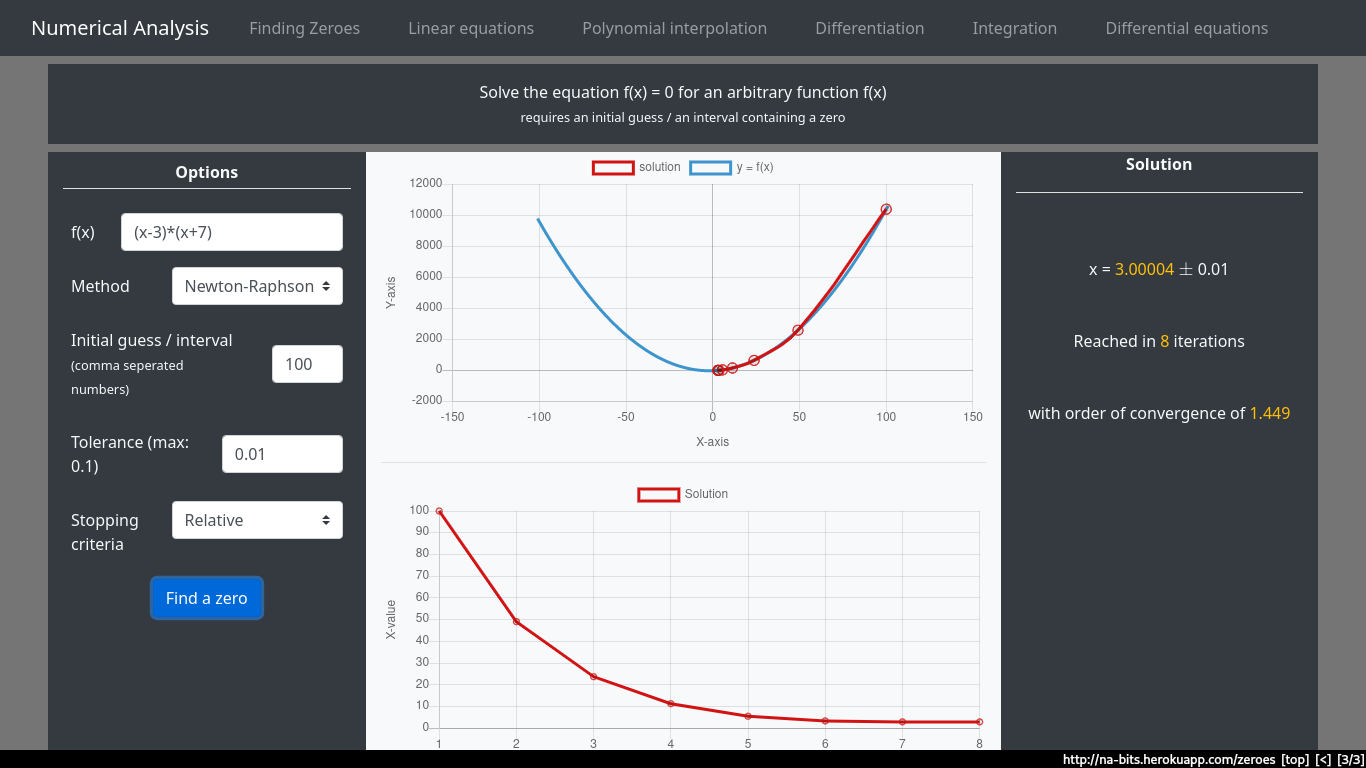 Numerical Analysis Finding Zeroes Linear equations Polynomial interpolation Differentiation Integration Differential equations
Solve the equation f(x) = 0 for an arbitrary function f(x)
requires an initial guess / an interval containing a zero
Options
f(x) (x-3)*(x+7)
Method Newton-Raphson
Initial guess / interval
(comma seperated
numbers)
100
Tolerance (max:
0.1)
0.01
Stopping
criteria
Relative
Find a zero
solution y = f(x)
12000
10000
8000
6000
4000
2000
0
-2000
Y-axis
-150 -100 -50 0 50 100 150
X-axis
Solution
100
90
80
70
60
50
40
30
20
10
0
X-value
1 2 3 4 5 6 7 8
Solution
x = 3.00004 ± 0.01
Reached in 8 iterations
with order of convergence of 1.449
http://na-bits.herokuapp.com/zeroes [top] [<] [3/3]